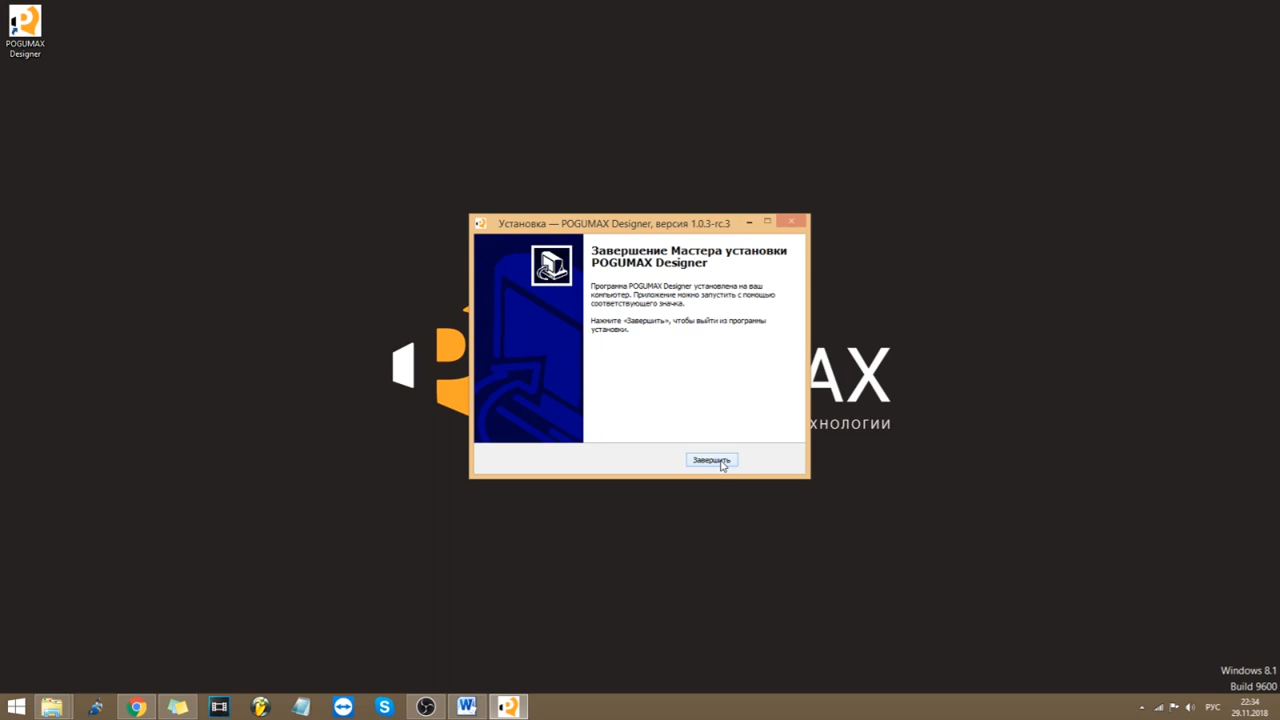 POGUMAX
Designer
Установка — POGUMAX Designer, версия 1.0.3-rc.3
Завершение Мастера установки
POGUMAX Designer
Программа POGUMAX Designer установлена на ваш
компьютер. Приложение можно запустить с помощью
соответствующего значка.
Нажмите «Завершить», чтобы выйти из программы
установки.
Завершить
AX
ХНОЛОГИИ
Windows 8.1
Build 9600
РУС
22:34
29.11.2018